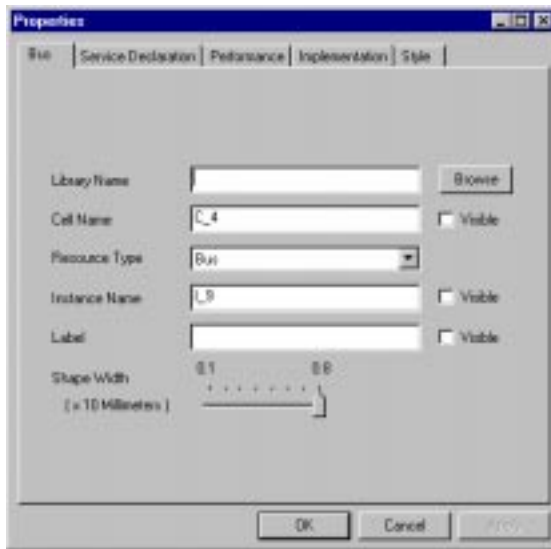 Properties
Bus Service Declaration Performance Implementation Style
Library Name Browse
Cell Name C_4 Visible
Resource Type Bus
Instance Name I_9 Visible
Label Visible
0.1 0.8
Shape Width
( x 10 Millimeters )
OK Cancel Apply